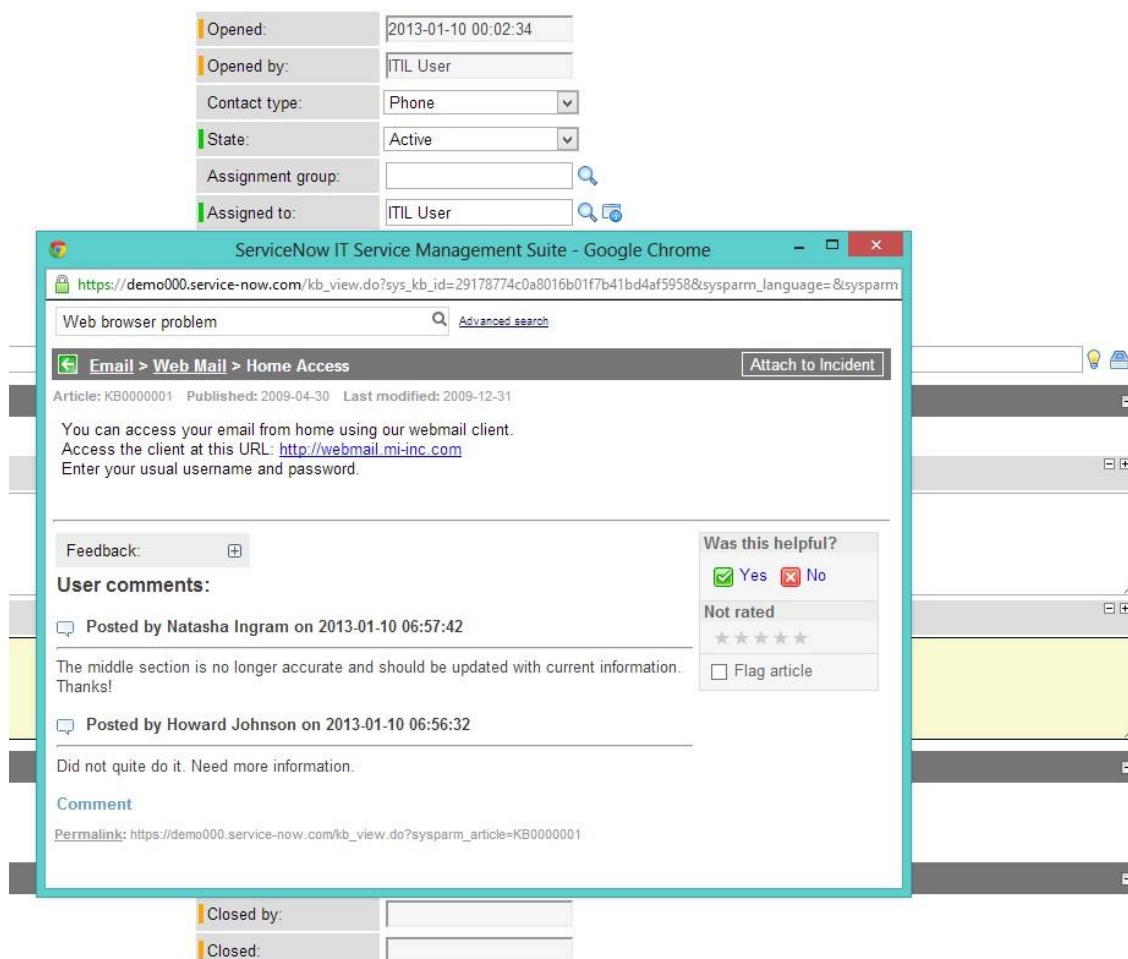 Opened:
2013-01-10 00:02:34
Opened by:
ITIL User
Contact type:
Phone
State:
Active
Assignment group:
Assigned to:
ITIL User
ServiceNow IT Service Management Suite - Google Chrome
https://demo000.service-now.com/kb_view.do?sys_kb_id=29178774c0a8016b01f7b41bd4af5958&sysparm_language=&sysparm
Web browser problem
Advanced search
Email > Web Mail > Home Access
Attach to Incident
Article: KB0000001 Published: 2009-04-30 Last modified: 2009-12-31
You can access your email from home using our webmail client.
Access the client at this URL: http://webmail.mi-inc.com
Enter your usual username and password.
Feedback:
Was this helpful?
Yes No
User comments:
Not rated
Posted by Natasha Ingram on 2013-01-10 06:57:42
Flag article
The middle section is no longer accurate and should be updated with current information.
Thanks!
Posted by Howard Johnson on 2013-01-10 06:56:32
Did not quite do it. Need more information.
Comment
Permalink: https://demo000.service-now.com/kb_view.do?sysparm_article=KB0000001
Closed by:
Closed: